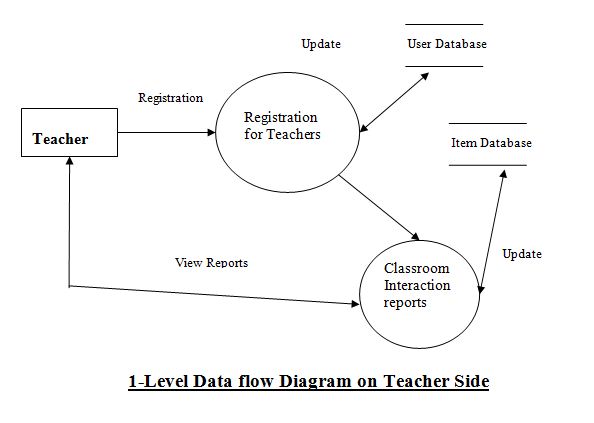 Update
User Database
Registration
Registration
for Teachers
Teacher
Item Database
Update
View Reports
Classroom
Interaction
reports
1-Level Data flow Diagram on Teacher Side